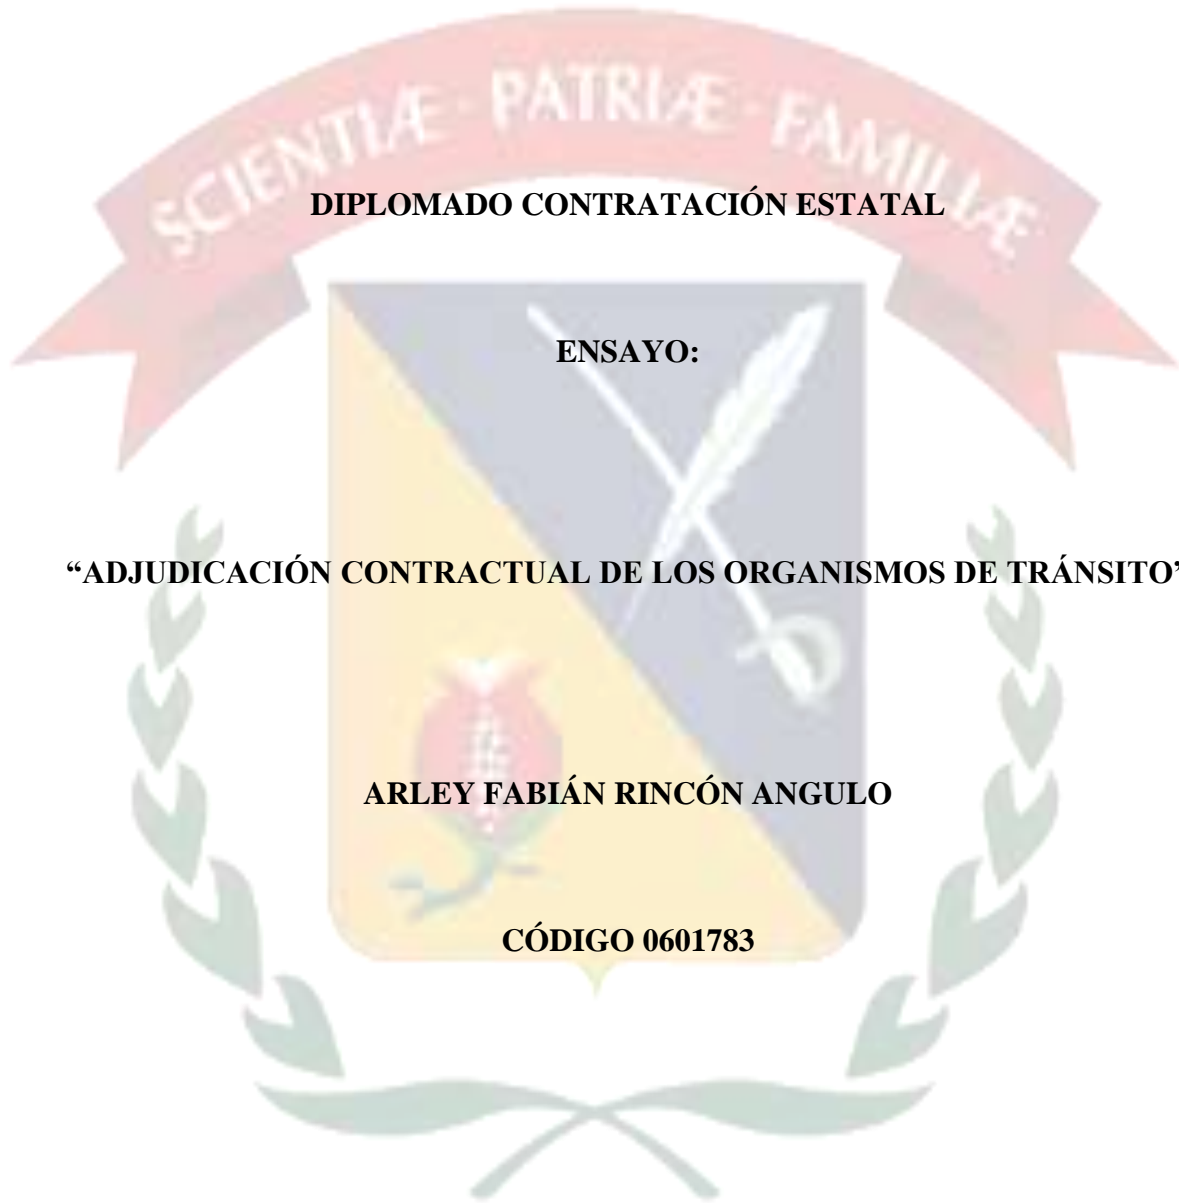 SCIENTIÆ - PATRIÆ - FAMILIÆ
DIPLOMADO CONTRATACIÓN ESTATAL
ENSAYO:
“ADJUDICACIÓN CONTRACTUAL DE LOS ORGANISMOS DE TRÁNSITO”
ARLEY FABIÁN RINCÓN ANGULO
CÓDIGO 0601783